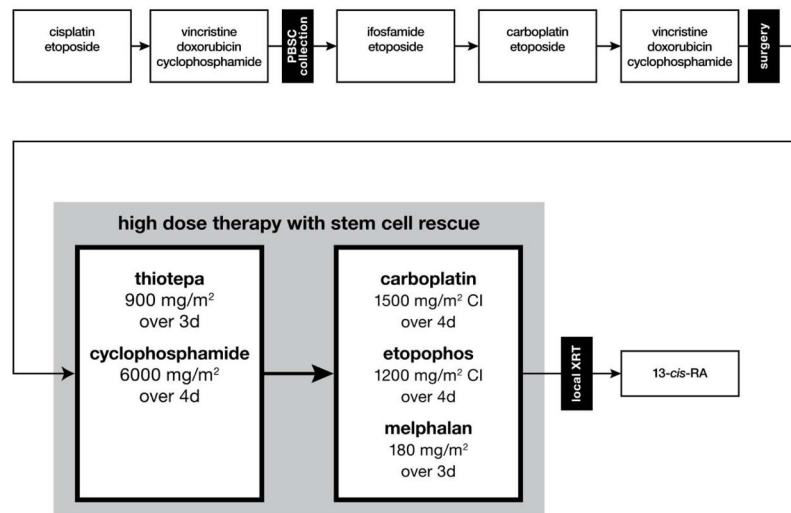 cisplatin
etoposide
vincristine
doxorubicin
cyclophosphamide
PBSC
collection
ifosfamide
etoposide
carboplatin
etoposide
vincristine
doxorubicin
cyclophosphamide
surgery
high dose therapy with stem cell rescue
thiotepa
900 mg/m²
over 3d
cyclophosphamide
6000 mg/m²
over 4d
carboplatin
1500 mg/m² CI
over 4d
etopophos
1200 mg/m² CI
over 4d
melphalan
180 mg/m²
over 3d
local XRT
13-cis-RA